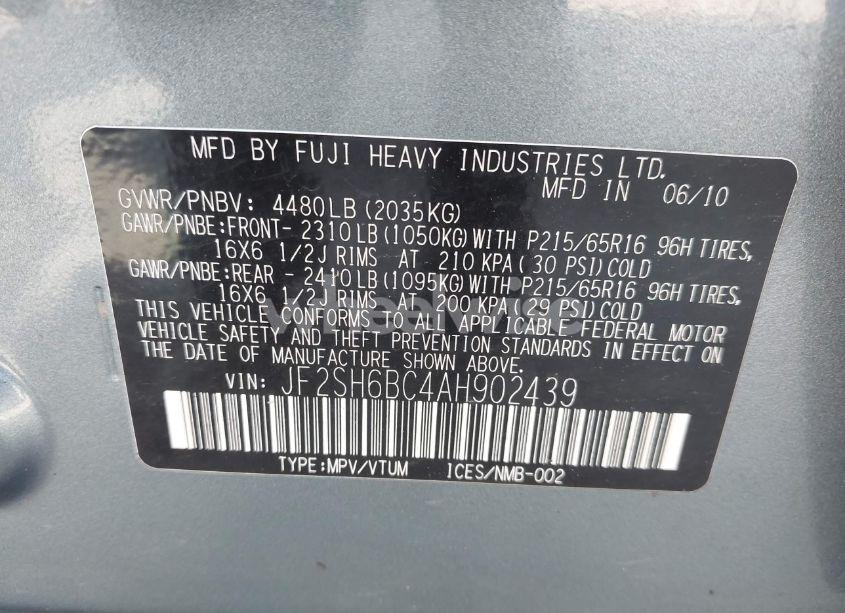 MFD BY FUJI HEAVY INDUSTRIES LTD.
MFD IN 06/10
GVWR/PNBV: 4480LB(2035KG)
GAWR/PNBE:FRONT- 2310LB(1050KG)WITH P215/65R16 96H TIRES,
16X6 1/2J RIMS AT 210 KPA(30 PSI)COLD
GAWR/PNBE:REAR - 2410LB(1095KG)WITH P215/65R16 96H TIRES,
16X6 1/2J RIMS AT 200 KPA(29 PSI)COLD
THIS VEHICLE CONFORMS TO ALL APPLICABLE FEDERAL MOTOR
VEHICLE SAFETY AND THEFT PREVENTION STANDARDS IN EFFECT ON
THE DATE OF MANUFACTURE SHOWN ABOVE.
VIN: JF2SH6BC4AH902439
TYPE:MPV/VTUM ICES/NMB-002